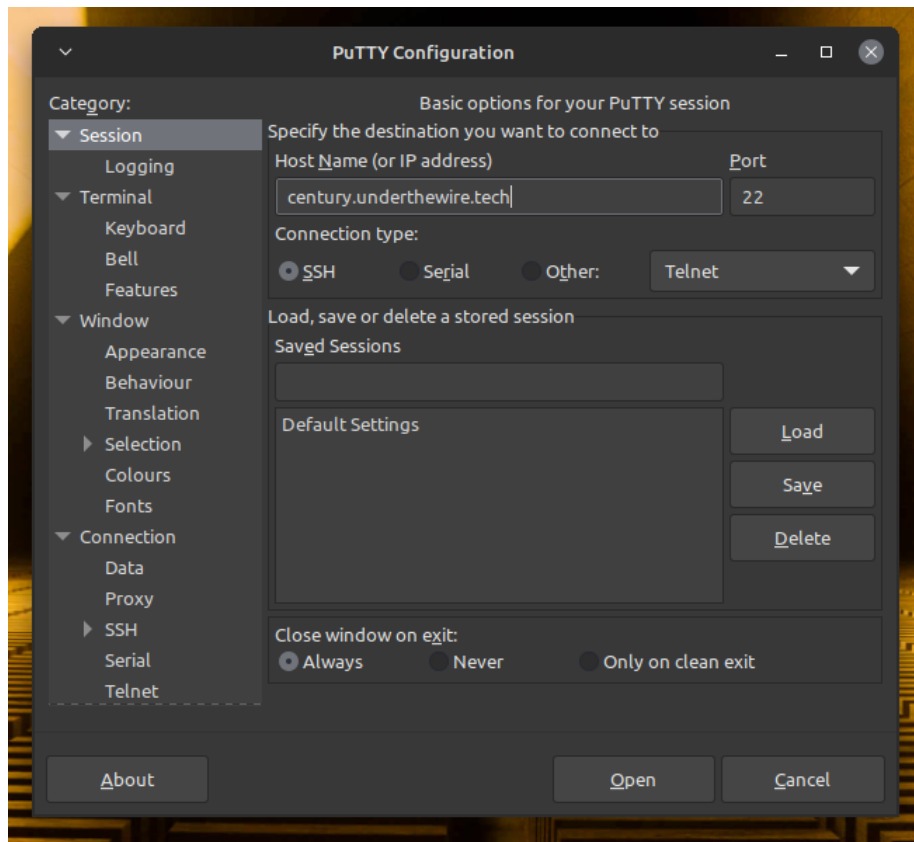 PuTTY Configuration
Category:
Session
Logging
Terminal
Keyboard
Bell
Features
Window
Appearance
Behaviour
Translation
Selection
Colours
Fonts
Connection
Data
Proxy
SSH
Serial
Telnet
Basic options for your PuTTY session
Specify the destination you want to connect to
Host Name (or IP address) Port
century.underthewire.tech 22
Connection type:
SSH Serial Other: Telnet
Load, save or delete a stored session
Saved Sessions
Default Settings
Load
Save
Delete
Close window on exit:
Always Never Only on clean exit
About Open Cancel